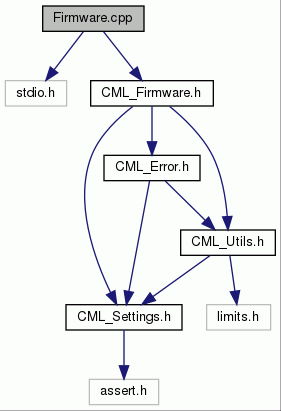 Firmware.cpp
stdio.h
CML_Firmware.h
CML_Error.h
CML_Utils.h
CML_Settings.h
limits.h
assert.h